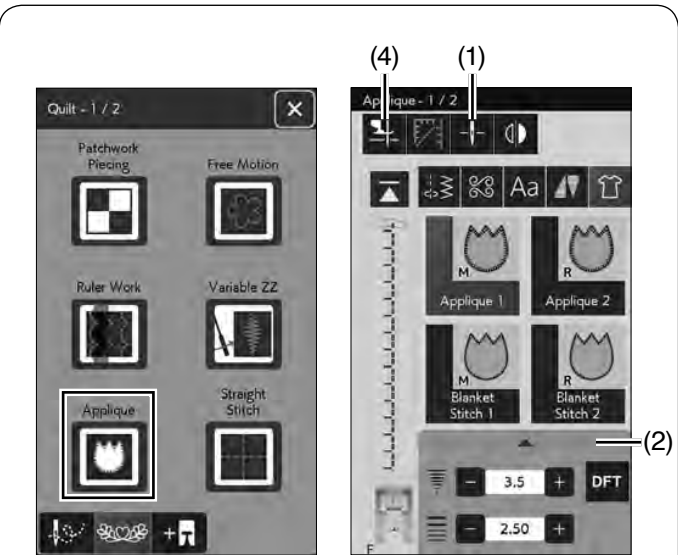 (4) (1)
Quilt - 1 / 2
Patchwork
Piecing
Free Motion
Ruler Work
Variable ZZ
Applique
Straight
Stitch
Applique - 1 / 2
Aa
M
Applique 1
R
Applique 2
M
Blanket
Stitch 1
R
Blanket
Stitch 2
(2)
3.5
DFT
2.50
F